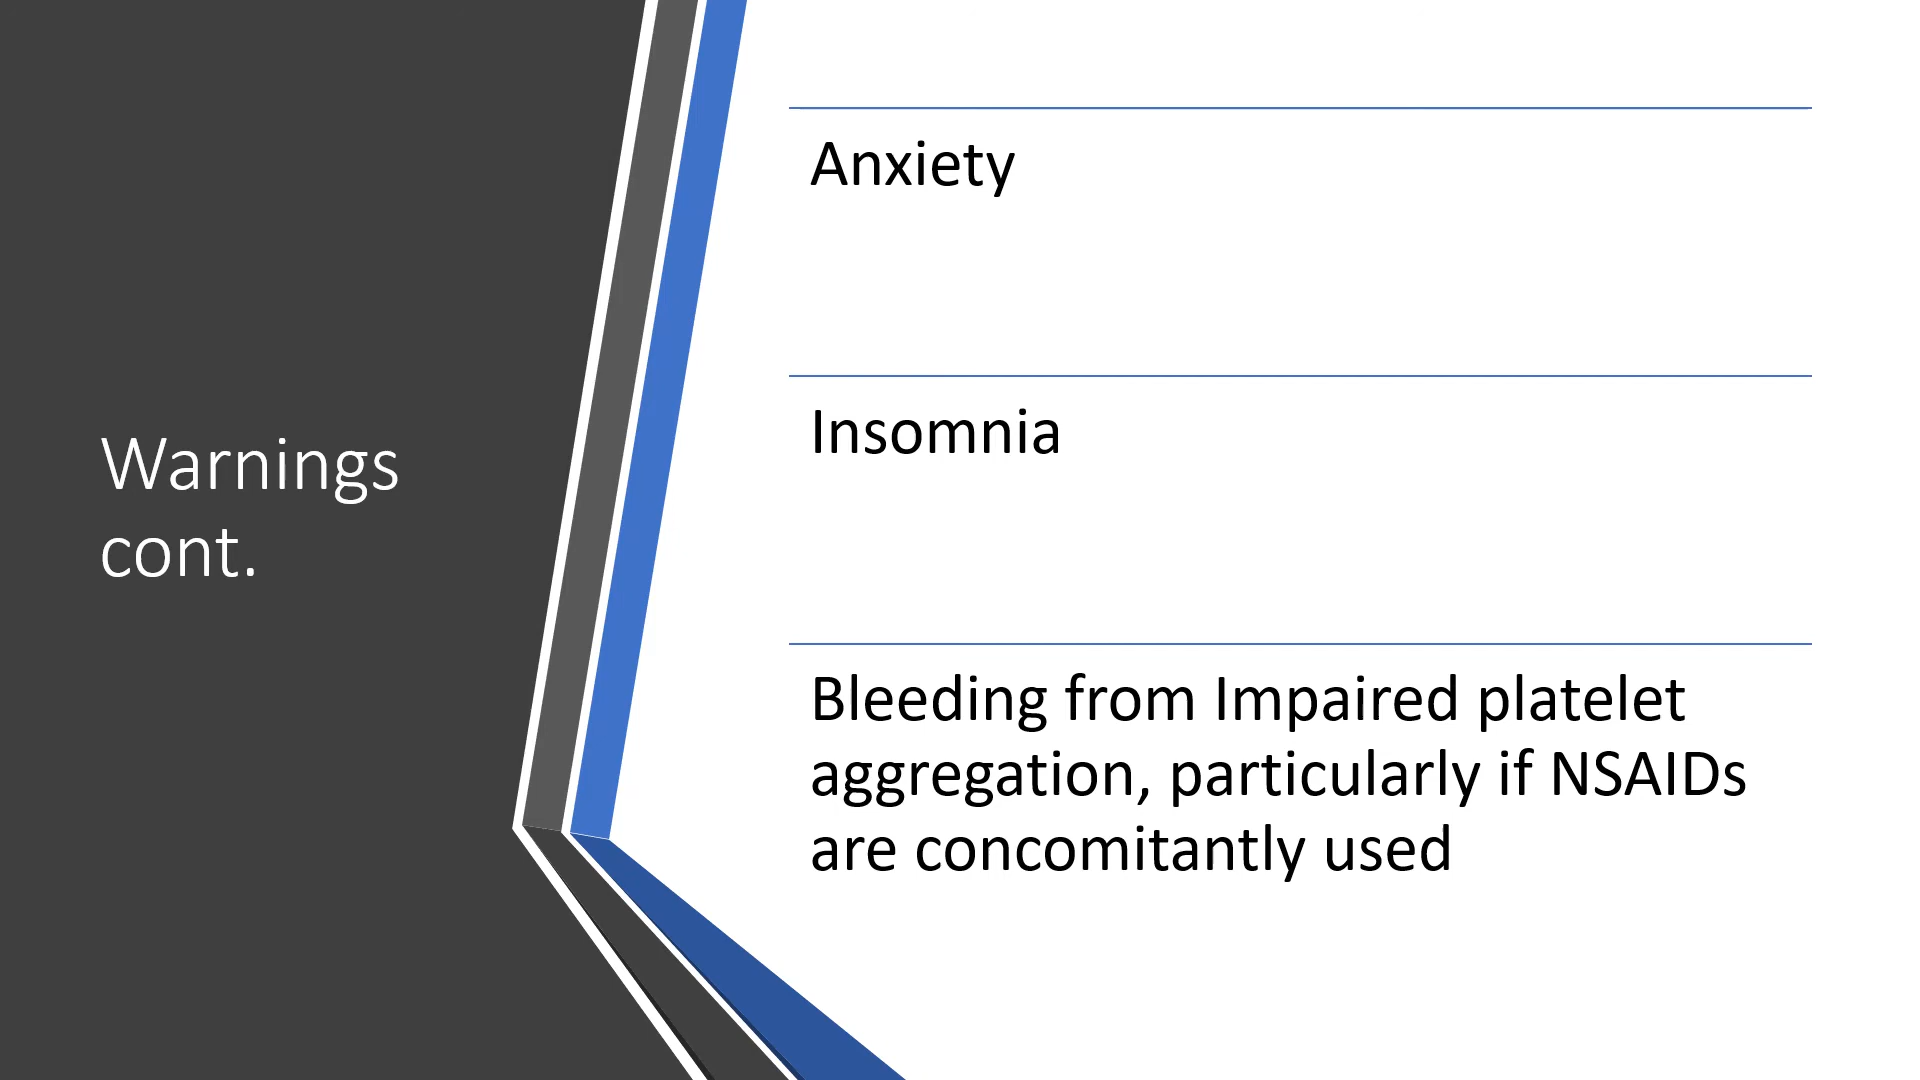 Warnings
cont.
Anxiety
Insomnia
Bleeding from Impaired platelet
aggregation, particularly if NSAIDs
are concomitantly used